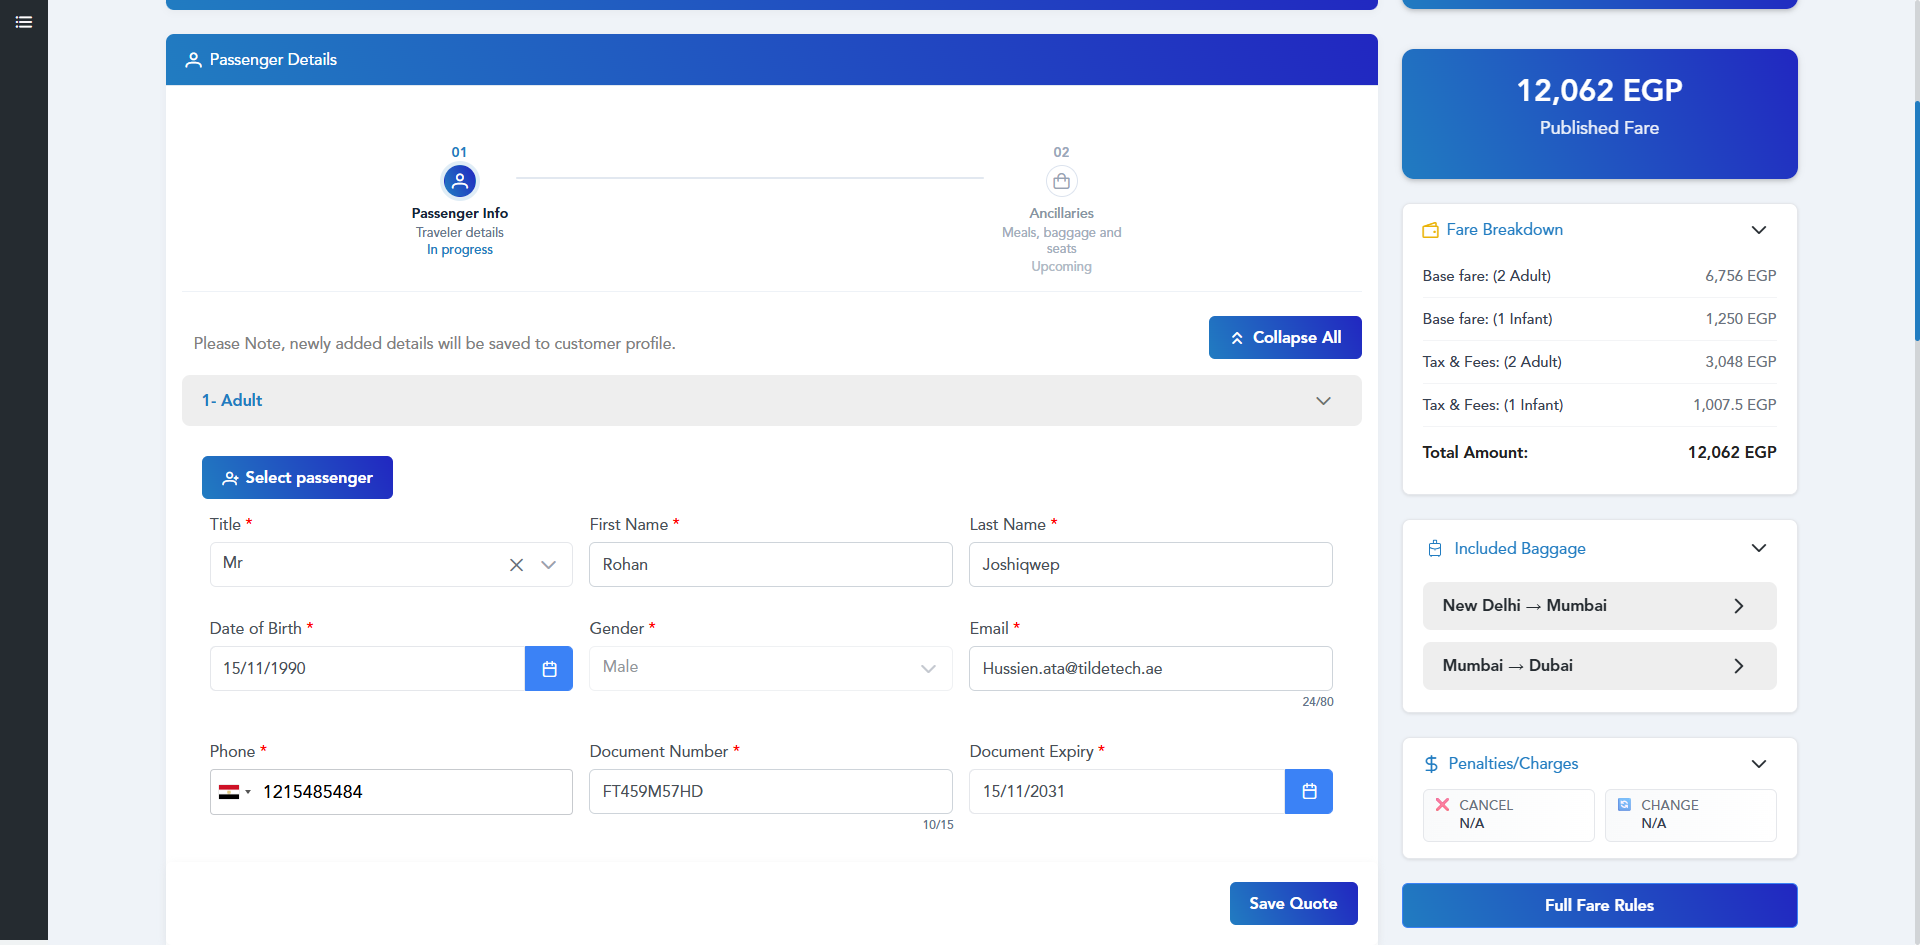 Passenger Details
01
Passenger Info
Traveler details
In progress
02
Ancillaries
Meals, baggage and
seats
Upcoming
Please Note, newly added details will be saved to customer profile.
Collapse All
1- Adult
Select passenger
Title *
Mr
First Name *
Rohan
Last Name *
Joshiqwep
Date of Birth *
15/11/1990
Gender *
Male
Email *
Hussien.ata@tildetech.ae
24/80
Phone *
1215485484
Document Number *
FT459M57HD
10/15
Document Expiry *
15/11/2031
Save Quote
12,062 EGP
Published Fare
Fare Breakdown
Base fare: (2 Adult) 6,756 EGP
Base fare: (1 Infant) 1,250 EGP
Tax & Fees: (2 Adult) 3,048 EGP
Tax & Fees: (1 Infant) 1,007.5 EGP
Total Amount: 12,062 EGP
Included Baggage
New Delhi → Mumbai
Mumbai → Dubai
Penalties/Charges
CANCEL
N/A
CHANGE
N/A
Full Fare Rules